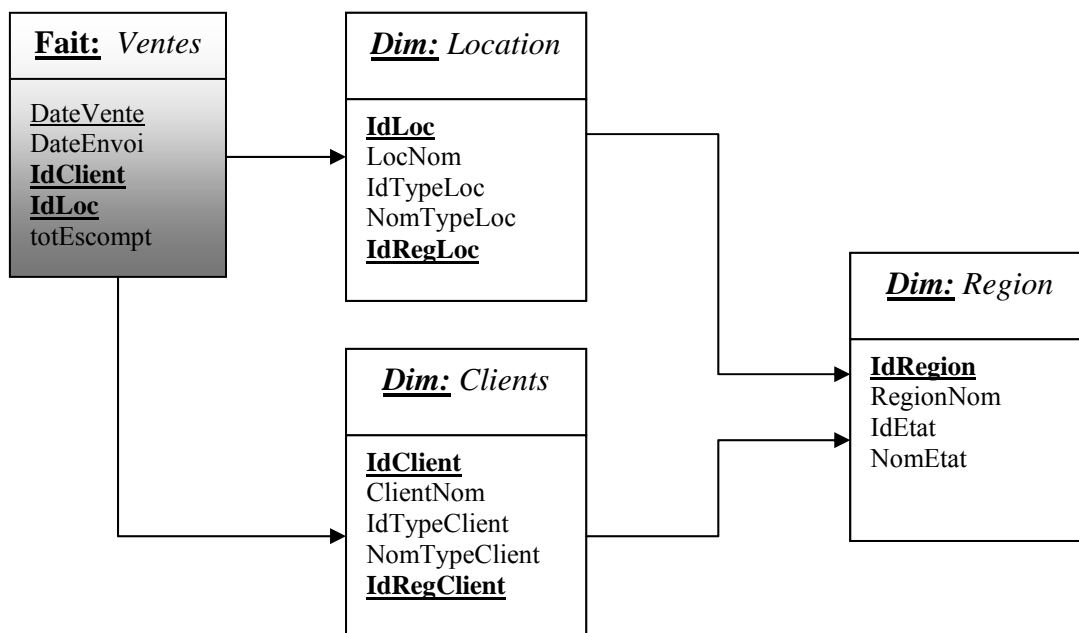 Fait: Ventes
DateVente
DateEnvoi
IdClient
IdLoc
totEscompt
Dim: Location
IdLoc
LocNom
IdTypeLoc
NomTypeLoc
IdRegLoc
Dim: Clients
IdClient
ClientNom
IdTypeClient
NomTypeClient
IdRegClient
Dim: Region
IdRegion
RegionNom
IdEtat
NomEtat